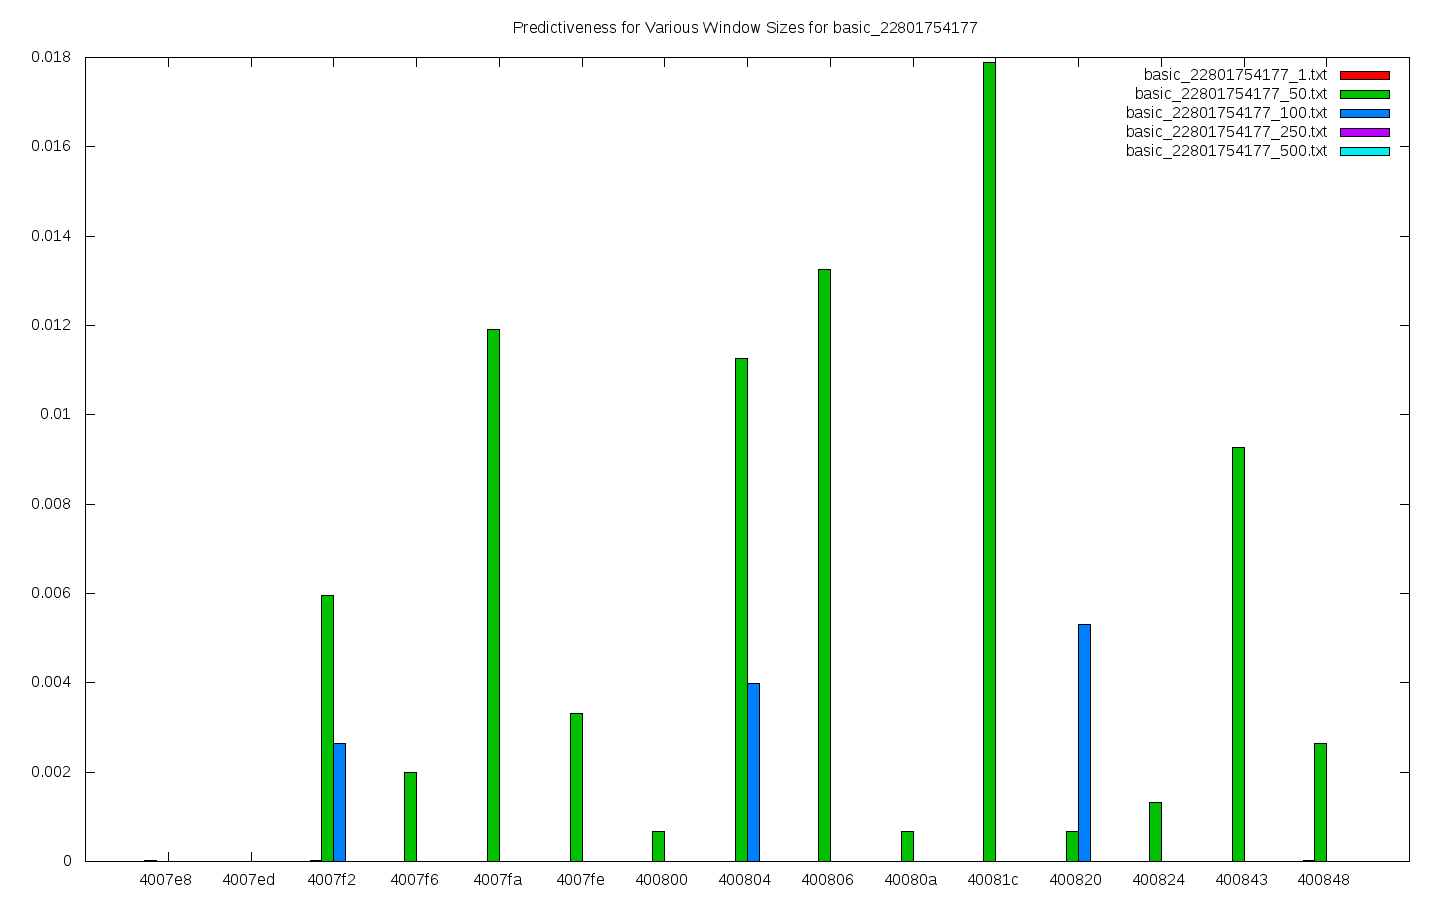 Predictiveness for Various Window Sizes for basic_22801754177
basic_22801754177_1.txt
basic_22801754177_50.txt
basic_22801754177_100.txt
basic_22801754177_250.txt
basic_22801754177_500.txt
0.018
0.016
0.014
0.012
0.01
0.008
0.006
0.004
0.002
0
4007e8 4007ed 4007f2 4007f6 4007fa 4007fe 400800 400804 400806 40080a 40081c 400820 400824 400843 400848